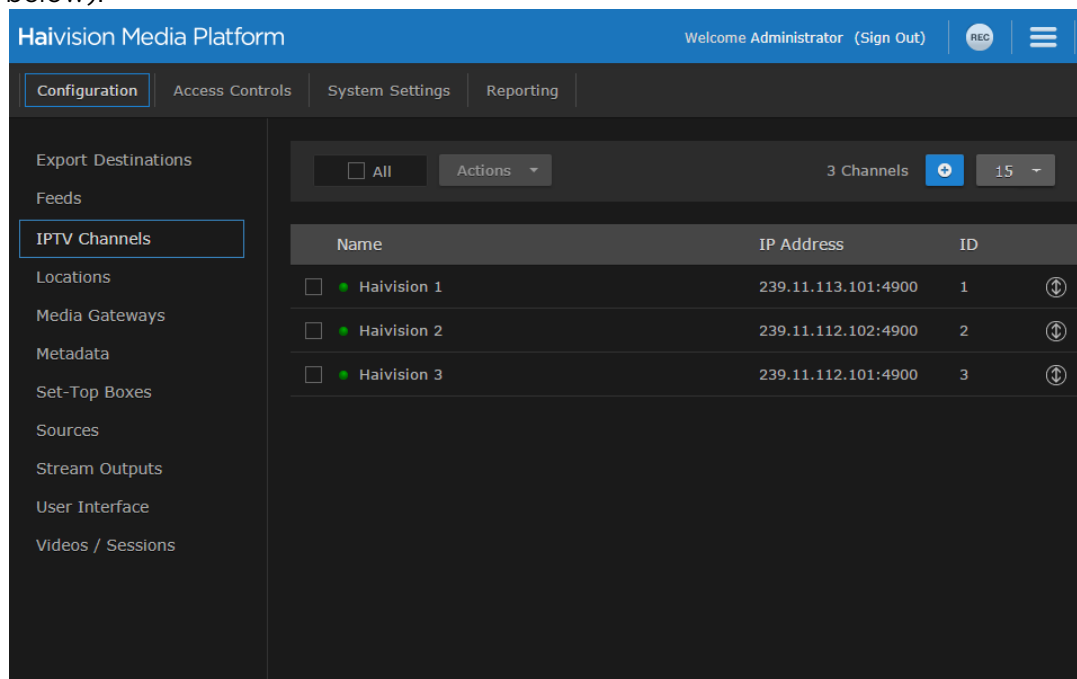 below).
Haivision Media Platform Welcome Administrator (Sign Out) REC
Configuration Access Controls System Settings Reporting
Export Destinations
Feeds
IPTV Channels
Locations
Media Gateways
Metadata
Set-Top Boxes
Sources
Stream Outputs
User Interface
Videos / Sessions
All Actions 3 Channels 15
Name IP Address ID
Haivision 1 239.11.113.101:4900 1
Haivision 2 239.11.112.102:4900 2
Haivision 3 239.11.112.101:4900 3